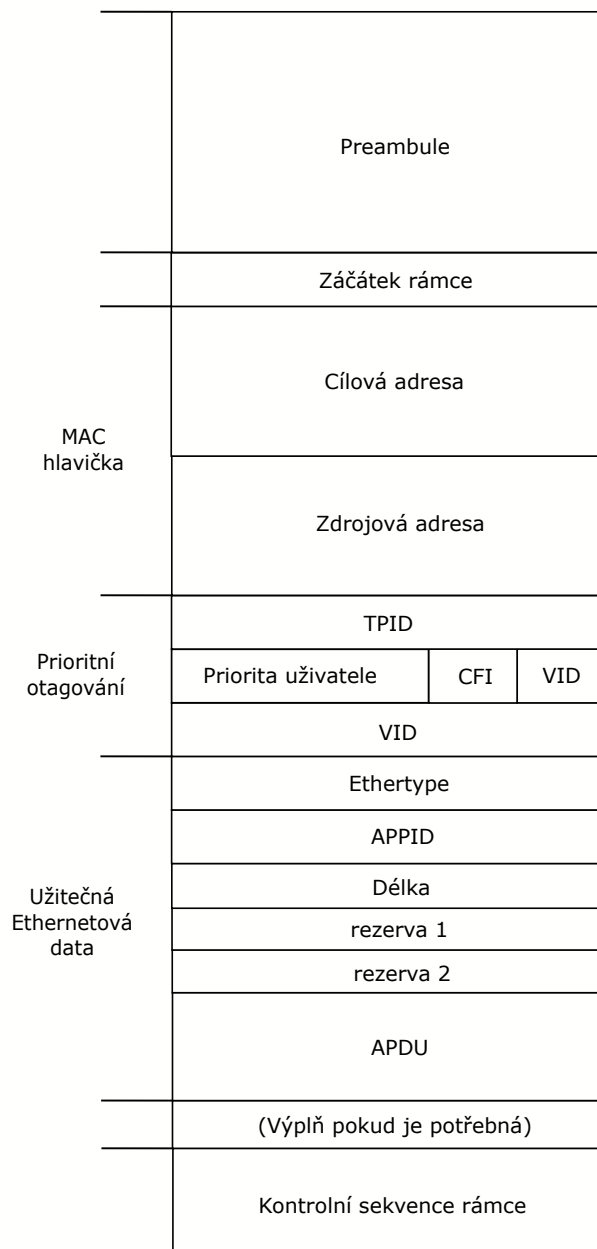 Preambule
Záčátek rámce
Cílová adresa
MAC
hlavička
Zdrojová adresa
TPID
Prioritní
otagování
Priorita uživatele CFI VID
VID
Ethertype
APPID
Užitečná
Ethernetová
data
Délka
rezerva 1
rezerva 2
APDU
(Výplň pokud je potřebná)
Kontrolní sekvence rámce